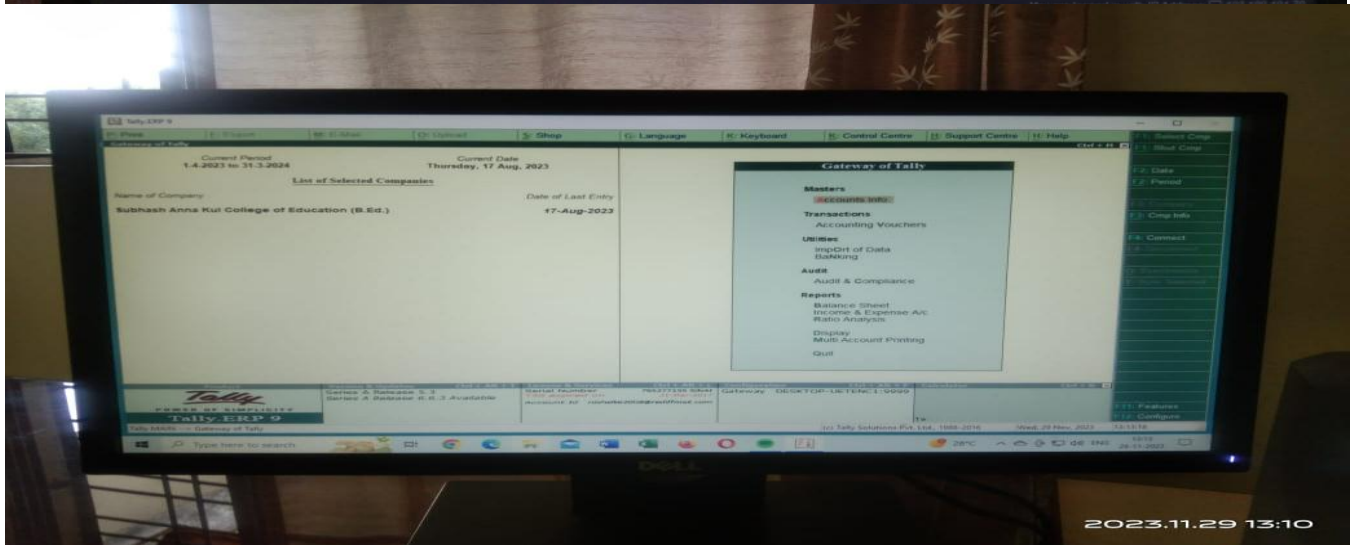 Tally.ERP 9
P: Print E: Export M: E-Mail O: Upload S: Shop G: Language K: Keyboard K: Control Centre H: Support Centre H: Help F1: Select Cmp
Gateway of Tally Ctrl + M F1: Shut Cmp
Current Period Current Date
1-4-2023 to 31-3-2024 Thursday, 17 Aug, 2023
List of Selected Companies
Name of Company Date of Last Entry
Subhash Anna Kul College of Education (B.Ed.) 17-Aug-2023
Gateway of Tally
Masters
Accounts Info
Transactions
Accounting Vouchers
Utilities
ImpOrt of Data
BaNking
Audit
Audit & Compliance
Reports
Balance Sheet
Income & Expense A/c
Ratio Analysis
Display
Multi Account Printing
Quit
F2: Date
F2: Period
F3: Cmp Info
F4: Connect
F11: Features
F12: Configure
Tally
POWER OF SIMPLICITY
Tally.ERP 9
Series A Release 5.3
Series A Release 6.6.3 Available
Serial Number
Account ID
Gateway
Tally MAIN --> Gateway of Tally (c) Tally Solutions Pvt. Ltd., 1988-2016 Wed, 29 Nov, 2023
Type here to search 28°C ENG 29-11-2023
DELL
2023.11.29 13:10